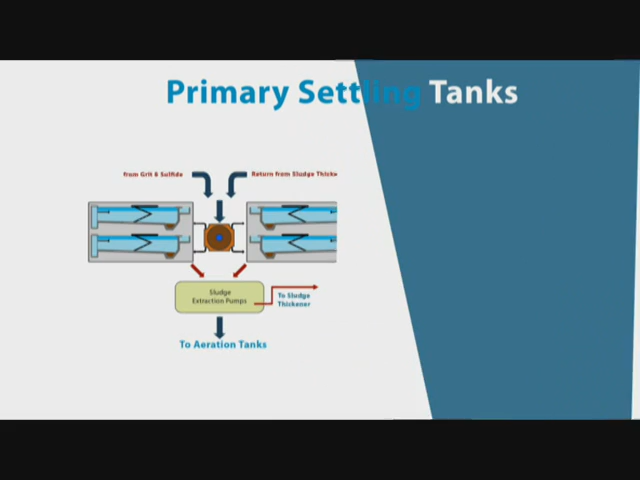 Primary Settling Tanks
from Grit & Sulfide
Return from Sludge Thicke
Sludge
Extraction Pumps
To Sludge
Thickener
To Aeration Tanks